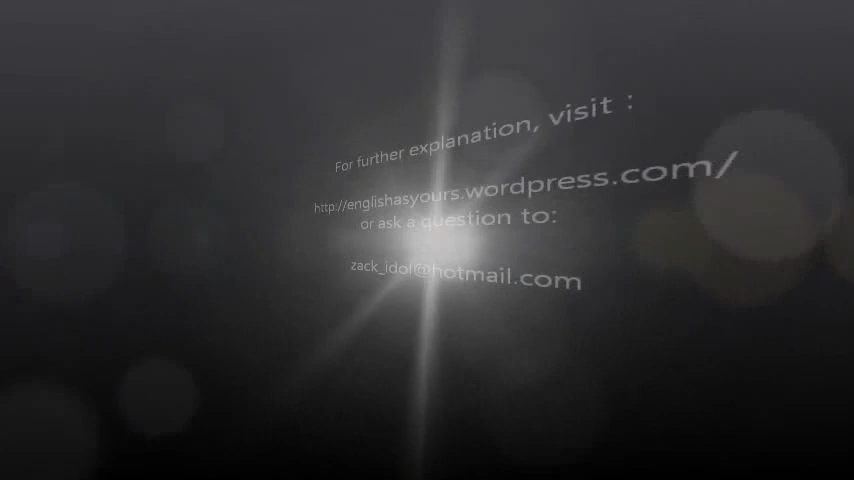 For further explanation, visit :
http://englishasyours.wordpress.com/
or ask a question to:
zack_idol@hotmail.com